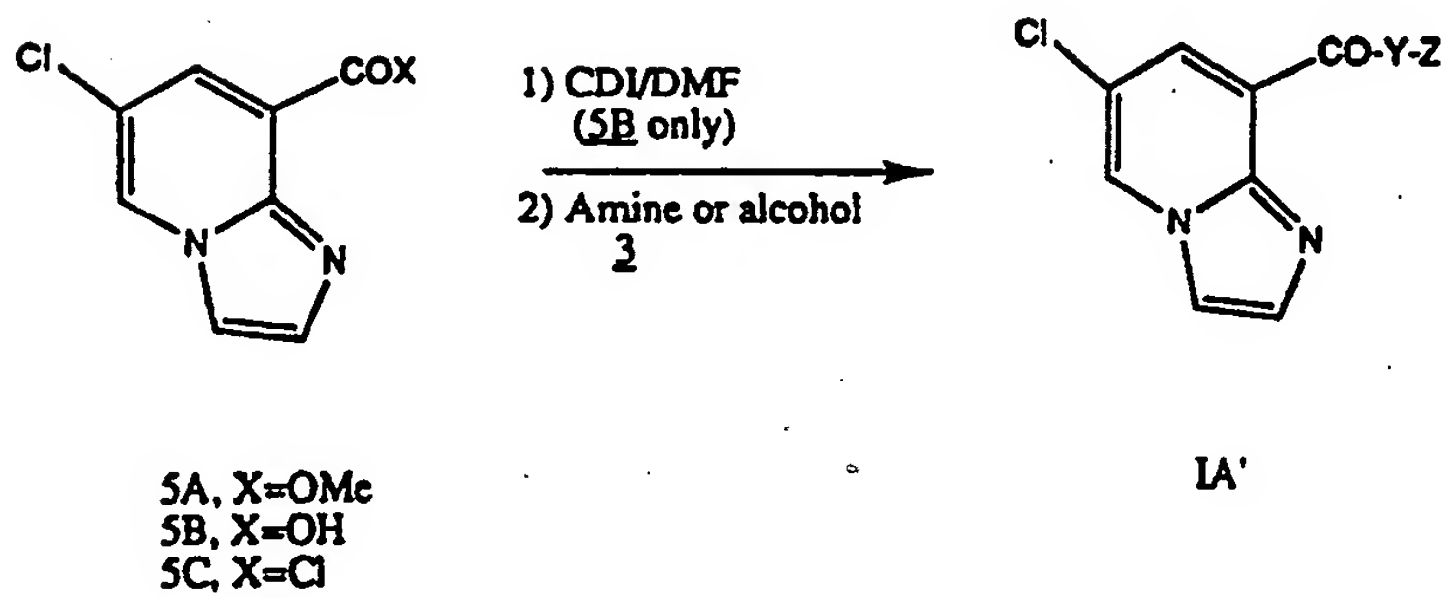 Cl
COX
N
N
1) CDI/DMF
(5B only)
2) Amine or alcohol
3
Cl
CO-Y-Z
N
N
5A, X=OMe
5B, X=OH
5C, X=Cl
IA'